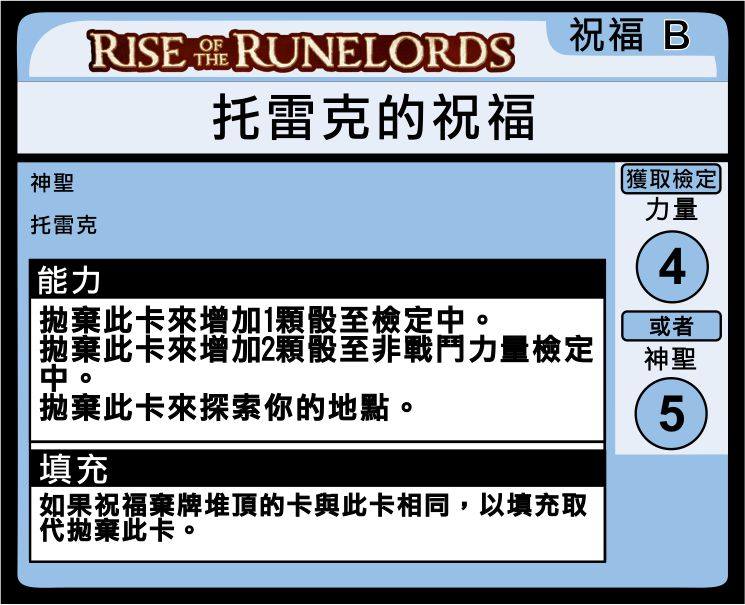 RISE OF THE RUNELORDS
祝福 B
托雷克的祝福
神聖
托雷克
獲取檢定
力量
4
或者
神聖
5
能力
拋棄此卡來增加1顆骰至檢定中。
拋棄此卡來增加2顆骰至非戰鬥力量檢定
中。
拋棄此卡來探索你的地點。
填充
如果祝福棄牌堆頂的卡與此卡相同，以填充取
代拋棄此卡。